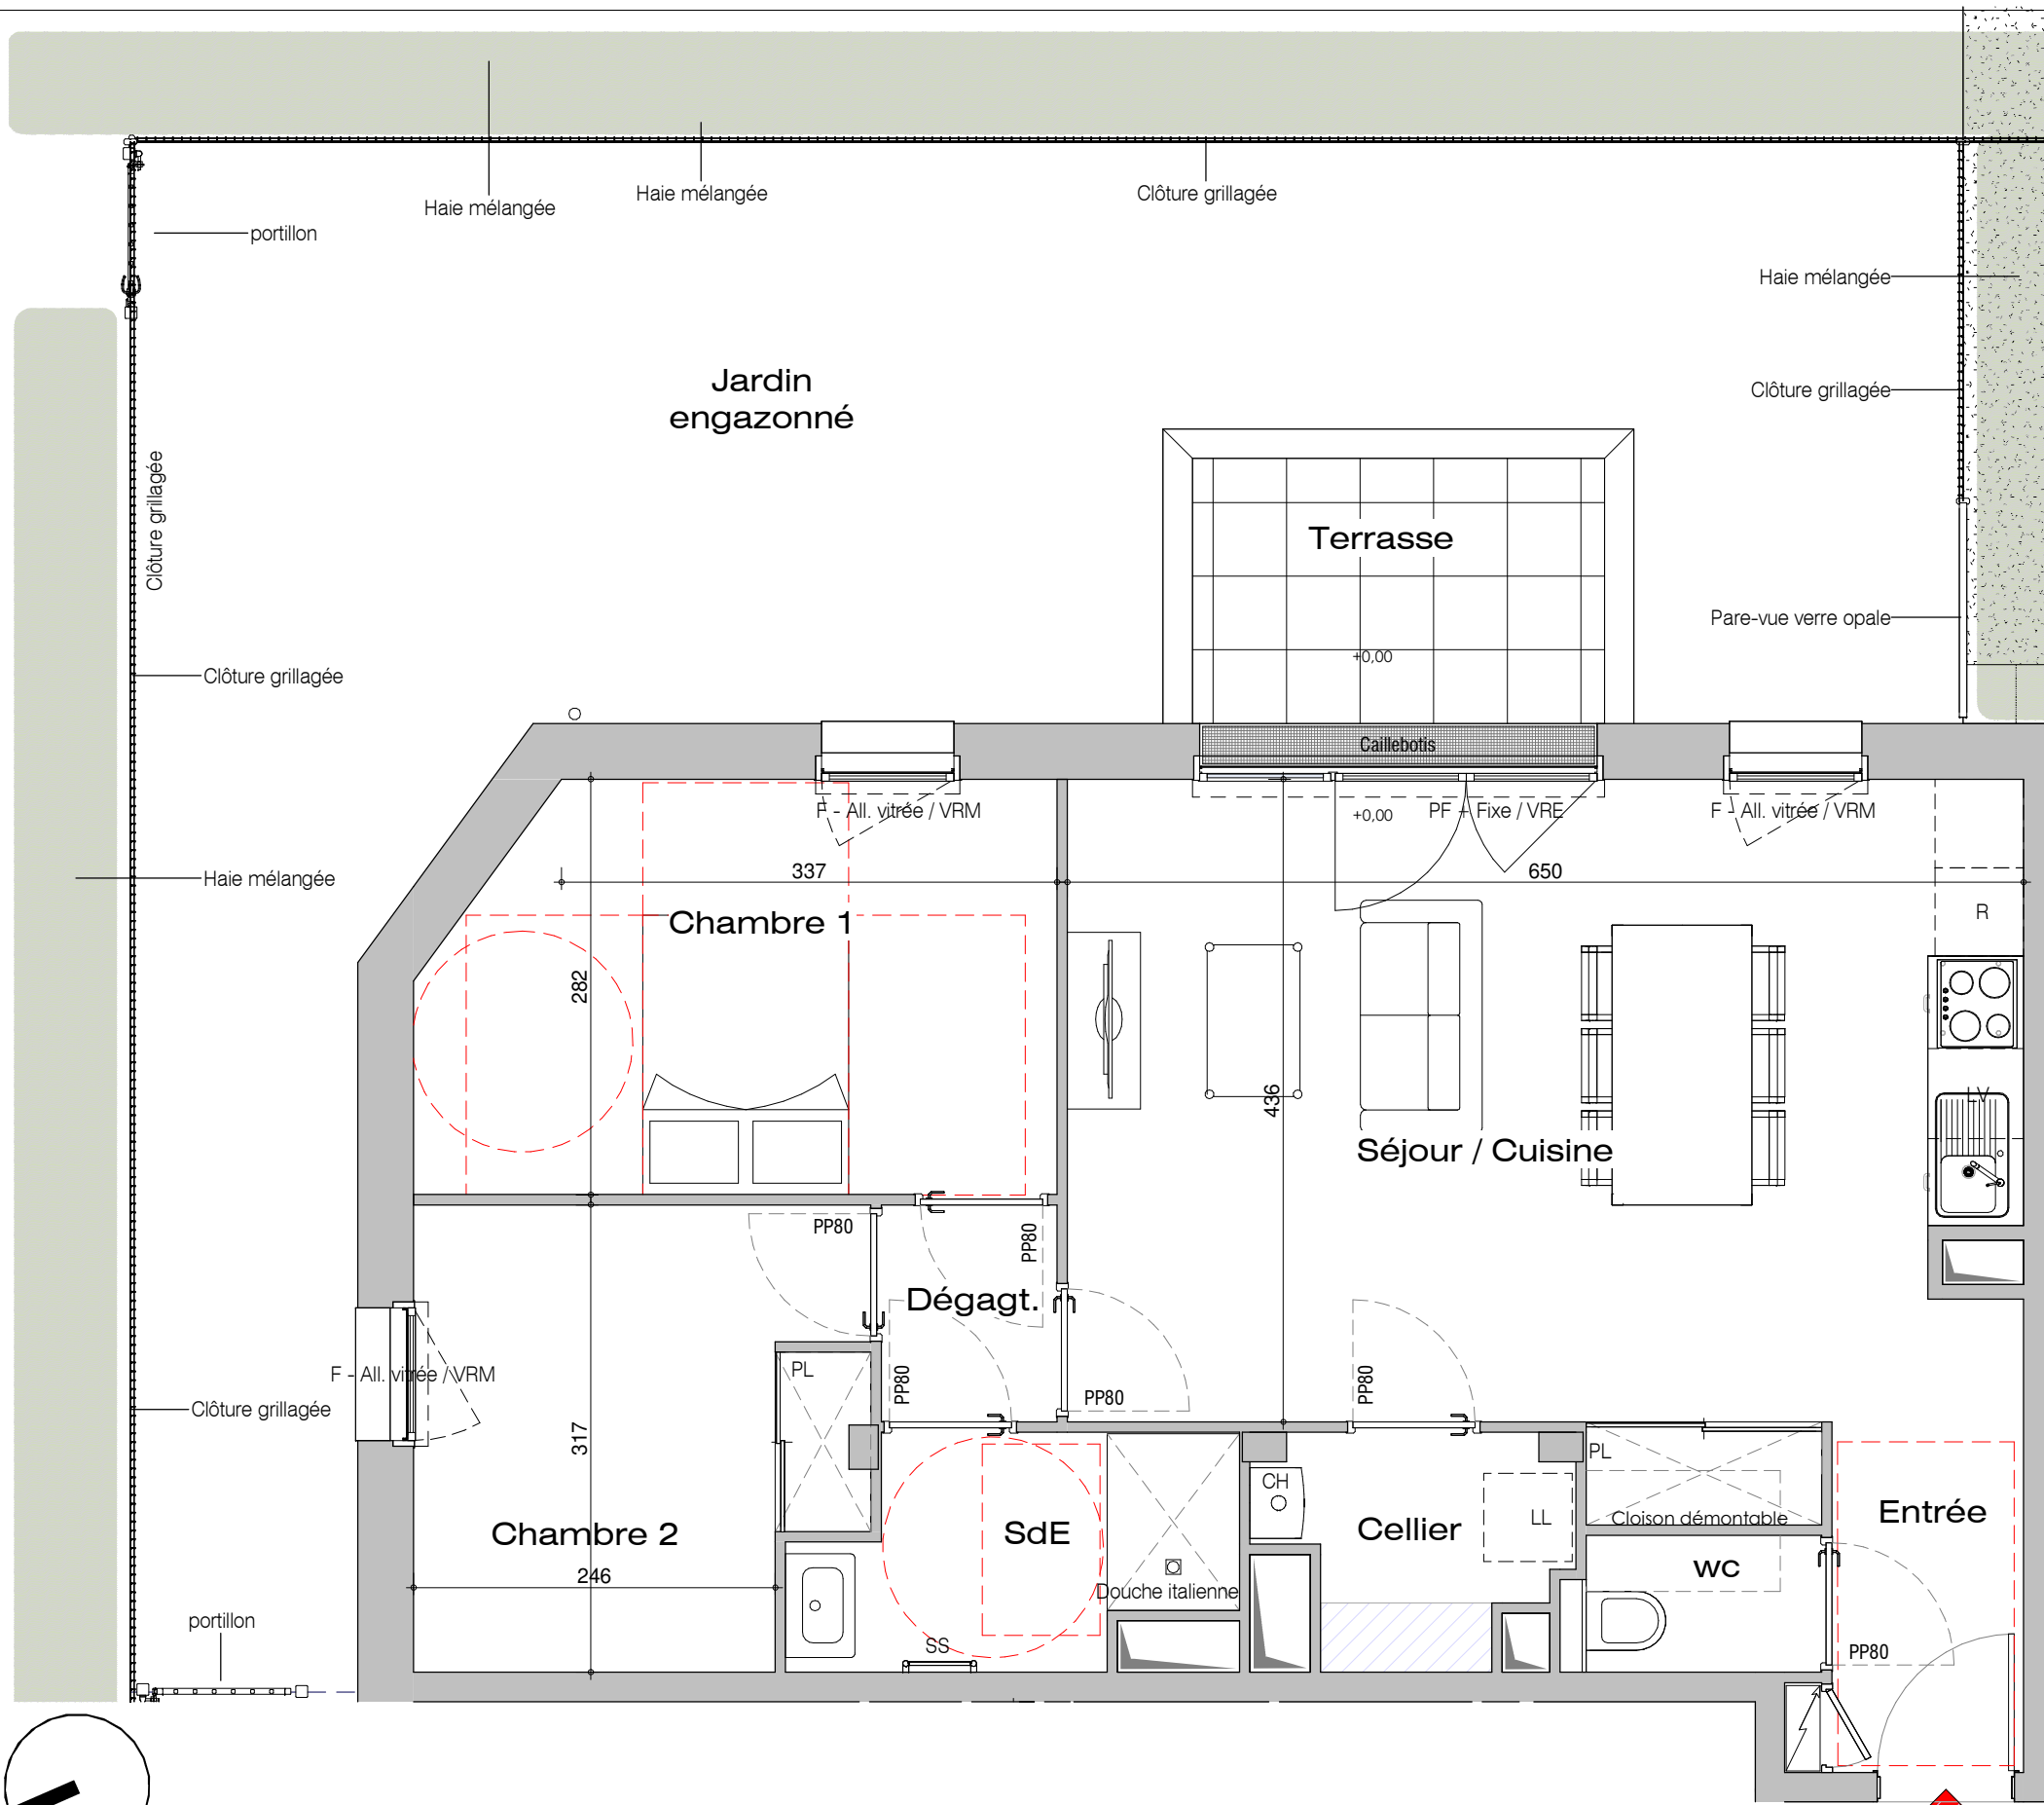 Haie mélangée
Haie mélangée
Clôture grillagée
portillon
Haie mélangée
Jardin
engazonné
Clôture grillagée
Clôture grillagée
Terrasse
Pare-vue verre opale
+0,00
Clôture grillagée
Caillebotis
F - All. vitrée / VRM
+0,00
PF + Fixe / VRE
F - All. vitrée / VRM
337
650
Haie mélangée
Chambre 1
R
282
436
LV
Séjour / Cuisine
PP80
PP80
Dégagt.
F - All. vitrée / VRM
PL
PP80
PP80
PP80
Clôture grillagée
317
PL
CH
LL
Cloison démontable
Entrée
Chambre 2
SdE
Cellier
246
Douche italienne
WC
portillon
SS
PP80